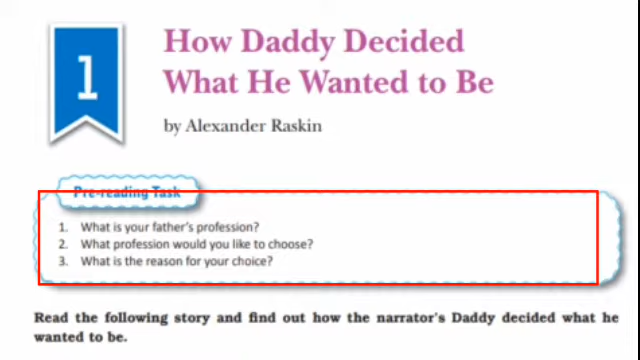 1
How Daddy Decided
What He Wanted to Be
by Alexander Raskin
Pre-reading Task
1. What is your father's profession?
2. What profession would you like to choose?
3. What is the reason for your choice?
Read the following story and find out how the narrator's Daddy decided what he
wanted to be.